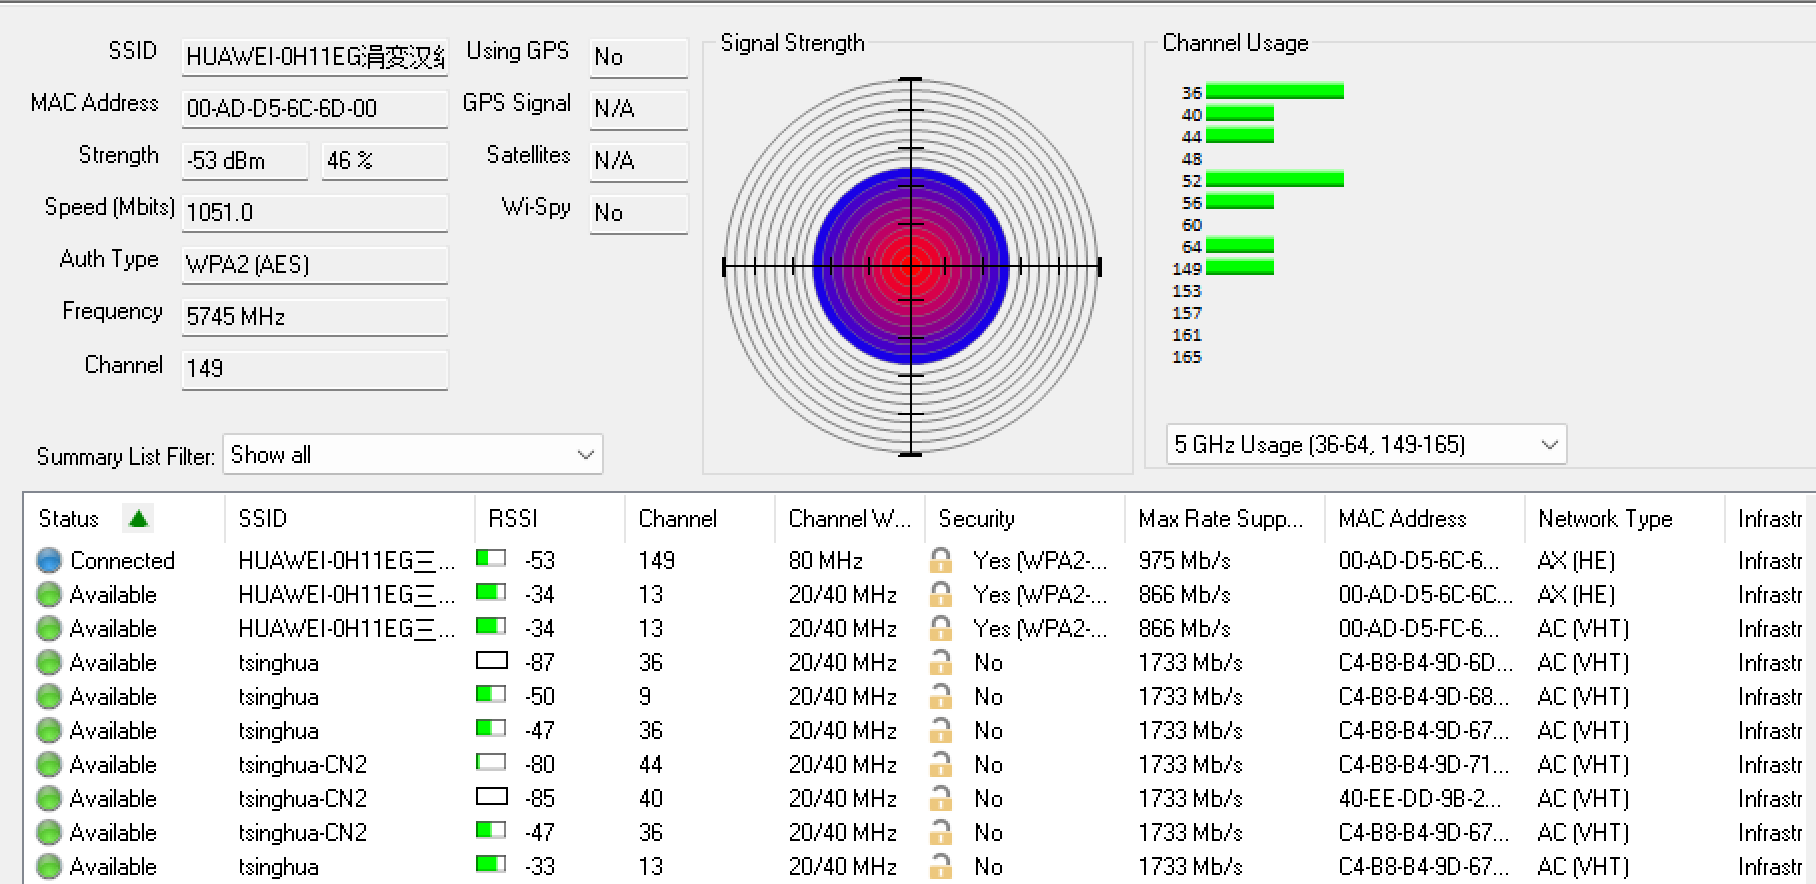 SSID HUAWEI-0H11EG涓変汉 Using GPS No
MAC Address 00-AD-D5-6C-6D-00 GPS Signal N/A
Strength -53 dBm 46 % Satellites N/A
Speed (Mbits) 1051.0 Wi-Spy No
Auth Type WPA2 (AES)
Frequency 5745 MHz
Channel 149
Signal Strength
Channel Usage
36
40
44
48
52
56
60
64
149
153
157
161
165
5 GHz Usage (36-64, 149-165)
Summary List Filter: Show all
Status SSID RSSI Channel Channel W... Security Max Rate Supp... MAC Address Network Type Infrastr
Connected HUAWEI-0H11EG三... -53 149 80 MHz Yes (WPA2-... 975 Mb/s 00-AD-D5-6C-6... AX (HE) Infrastr
Available HUAWEI-0H11EG三... -34 13 20/40 MHz Yes (WPA2-... 866 Mb/s 00-AD-D5-6C-6C... AX (HE) Infrastr
Available HUAWEI-0H11EG三... -34 13 20/40 MHz Yes (WPA2-... 866 Mb/s 00-AD-D5-FC-6... AC (VHT) Infrastr
Available tsinghua -87 36 20/40 MHz No 1733 Mb/s C4-B8-B4-9D-6D... AC (VHT) Infrastr
Available tsinghua -50 9 20/40 MHz No 1733 Mb/s C4-B8-B4-9D-68... AC (VHT) Infrastr
Available tsinghua -47 36 20/40 MHz No 1733 Mb/s C4-B8-B4-9D-67... AC (VHT) Infrastr
Available tsinghua-CN2 -80 44 20/40 MHz No 1733 Mb/s C4-B8-B4-9D-71... AC (VHT) Infrastr
Available tsinghua-CN2 -85 40 20/40 MHz No 1733 Mb/s 40-EE-DD-9B-2... AC (VHT) Infrastr
Available tsinghua-CN2 -47 36 20/40 MHz No 1733 Mb/s C4-B8-B4-9D-67... AC (VHT) Infrastr
Available tsinghua -33 13 20/40 MHz No 1733 Mb/s C4-B8-B4-9D-67... AC (VHT) Infrastr